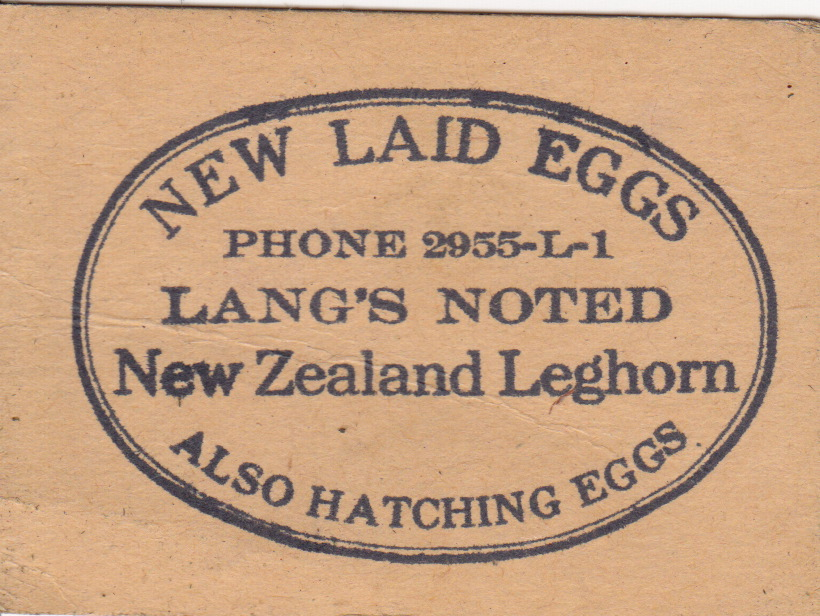 NEW LAID EGGS
PHONE 2955-L-1
LANG'S NOTED
New Zealand Leghorn
ALSO HATCHING EGGS